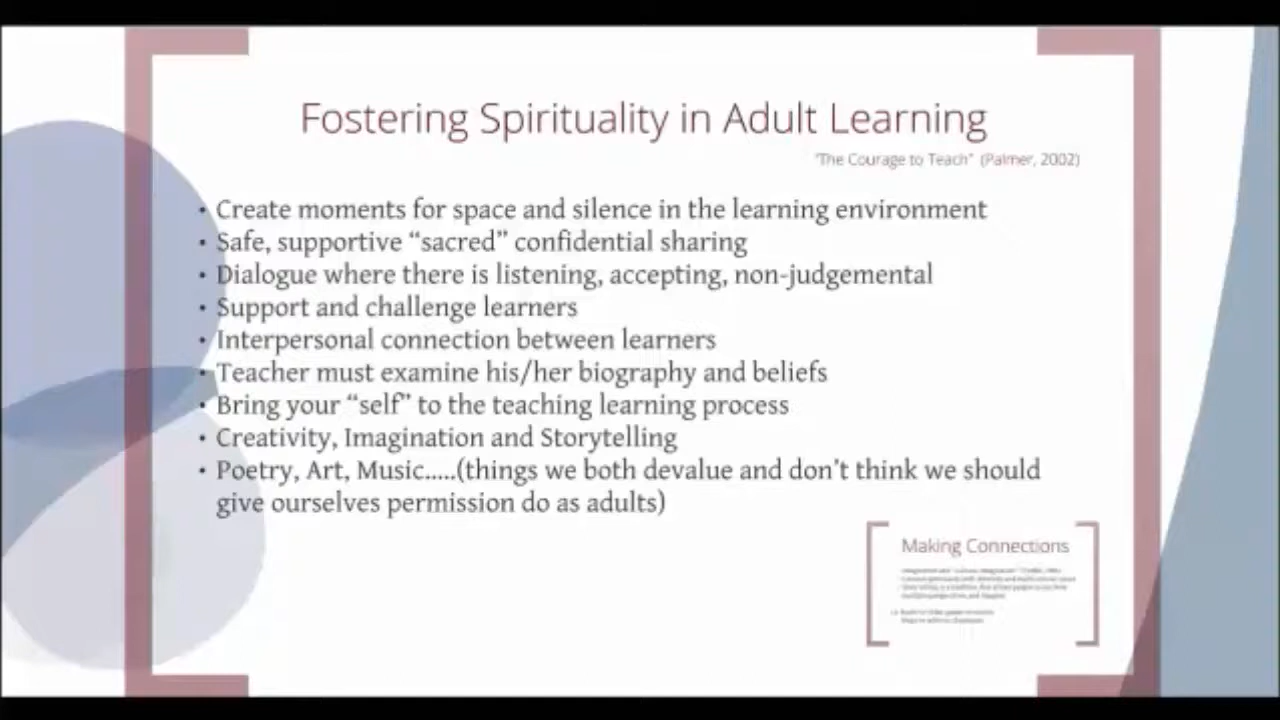 Fostering Spirituality in Adult Learning
"The Courage to Teach" (Palmer, 2002)
• Create moments for space and silence in the learning environment
• Safe, supportive “sacred” confidential sharing
• Dialogue where there is listening, accepting, non-judgemental
• Support and challenge learners
• Interpersonal connection between learners
• Teacher must examine his/her biography and beliefs
• Bring your “self” to the teaching learning process
• Creativity, Imagination and Storytelling
• Poetry, Art, Music.....(things we both devalue and don't think we should
give ourselves permission do as adults)
Making Connections